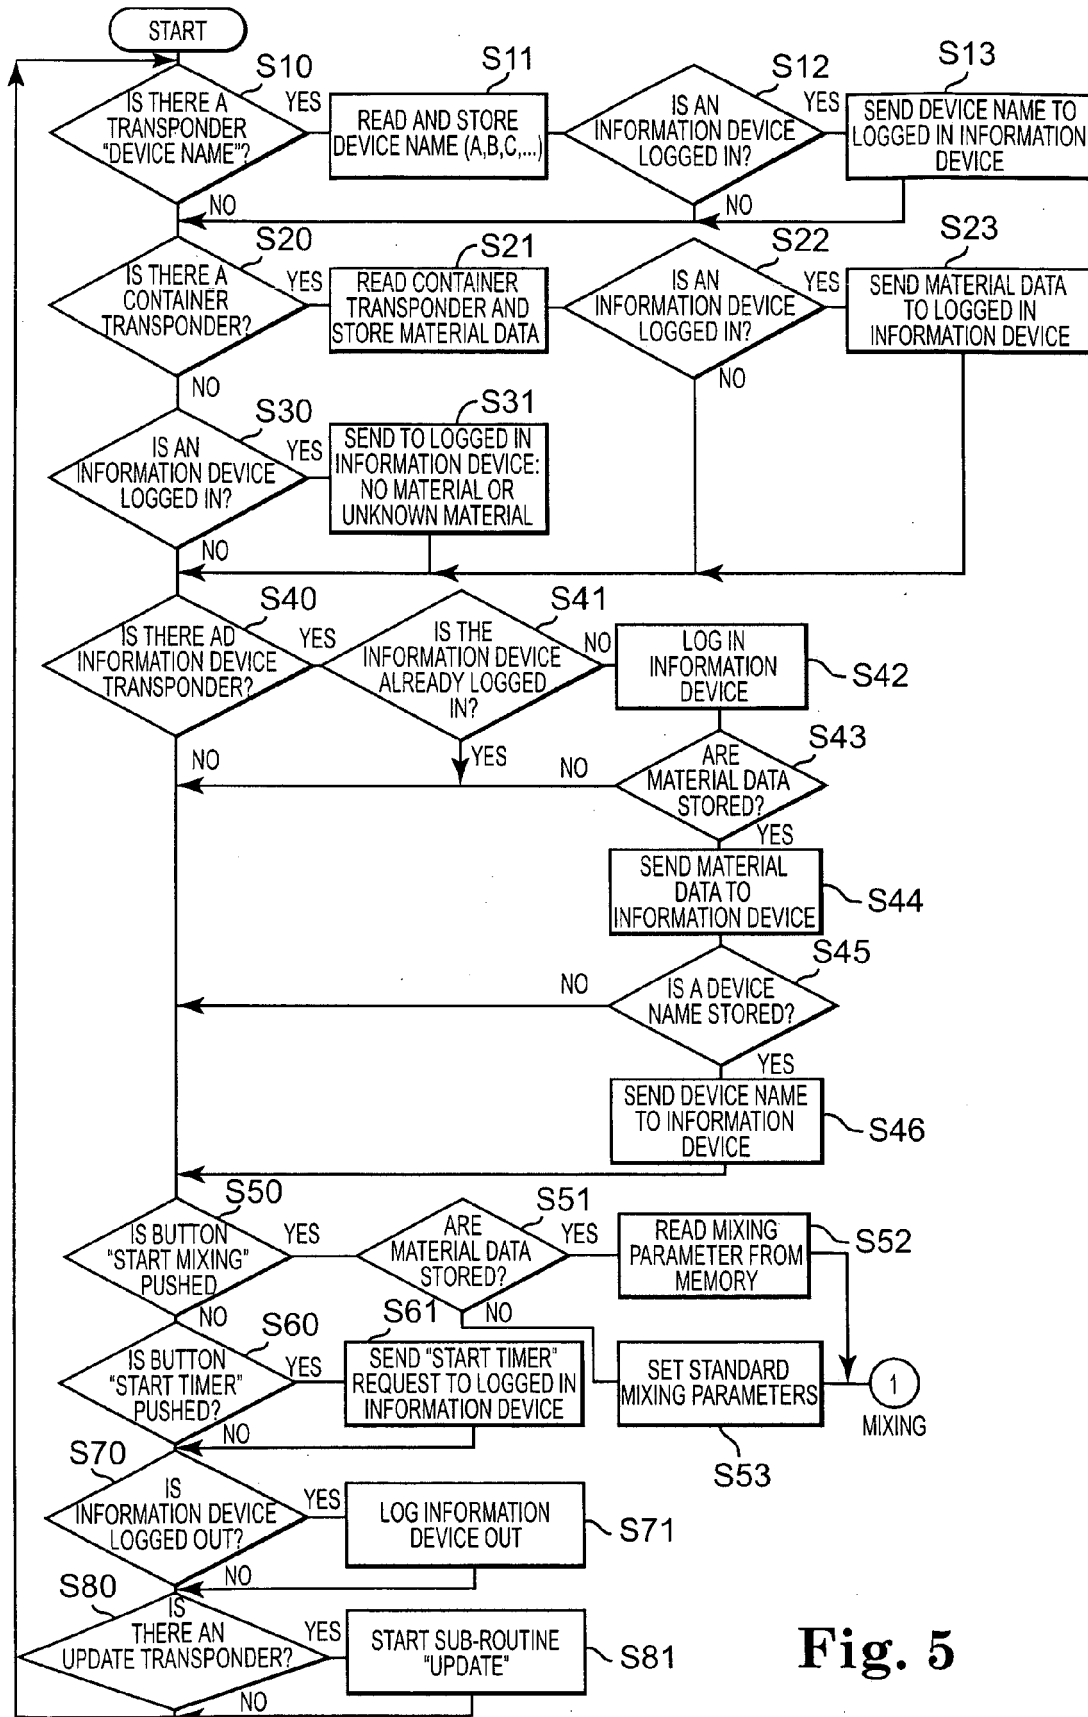 START
S10
IS THERE A
TRANSPONDER
"DEVICE NAME"?
YES
NO
S11
READ AND STORE
DEVICE NAME (A,B,C,...)
S12
IS AN
INFORMATION DEVICE
LOGGED IN?
YES
NO
S13
SEND DEVICE NAME TO
LOGGED IN INFORMATION
DEVICE
S20
IS THERE A
CONTAINER
TRANSPONDER?
YES
NO
S21
READ CONTAINER
TRANSPONDER AND
STORE MATERIAL DATA
S22
IS AN
INFORMATION DEVICE
LOGGED IN?
YES
NO
S23
SEND MATERIAL DATA
TO LOGGED IN
INFORMATION DEVICE
S30
IS AN
INFORMATION DEVICE
LOGGED IN?
YES
NO
S31
SEND TO LOGGED IN
INFORMATION DEVICE:
NO MATERIAL OR
UNKNOWN MATERIAL
S40
IS THERE AD
INFORMATION DEVICE
TRANSPONDER?
YES
NO
S41
IS THE
INFORMATION DEVICE
ALREADY LOGGED
IN?
NO
YES
LOG IN
INFORMATION
DEVICE
S42
S43
ARE
MATERIAL DATA
STORED?
NO
YES
SEND MATERIAL
DATA TO
INFORMATION DEVICE
S44
S45
IS A DEVICE
NAME STORED?
NO
YES
SEND DEVICE NAME
TO INFORMATION
DEVICE
S46
S50
IS BUTTON
"START MIXING"
PUSHED
YES
NO
S51
ARE
MATERIAL DATA
STORED?
YES
NO
READ MIXING
PARAMETER FROM
MEMORY
S52
S60
IS BUTTON
"START TIMER"
PUSHED?
YES
NO
S61
SEND "START TIMER"
REQUEST TO LOGGED IN
INFORMATION DEVICE
SET STANDARD
MIXING PARAMETERS
S53
1
MIXING
S70
IS
INFORMATION DEVICE
LOGGED OUT?
YES
NO
LOG INFORMATION
DEVICE OUT
S71
S80
IS
THERE AN
UPDATE TRANSPONDER?
YES
NO
START SUB-ROUTINE
"UPDATE"
S81
Fig. 5